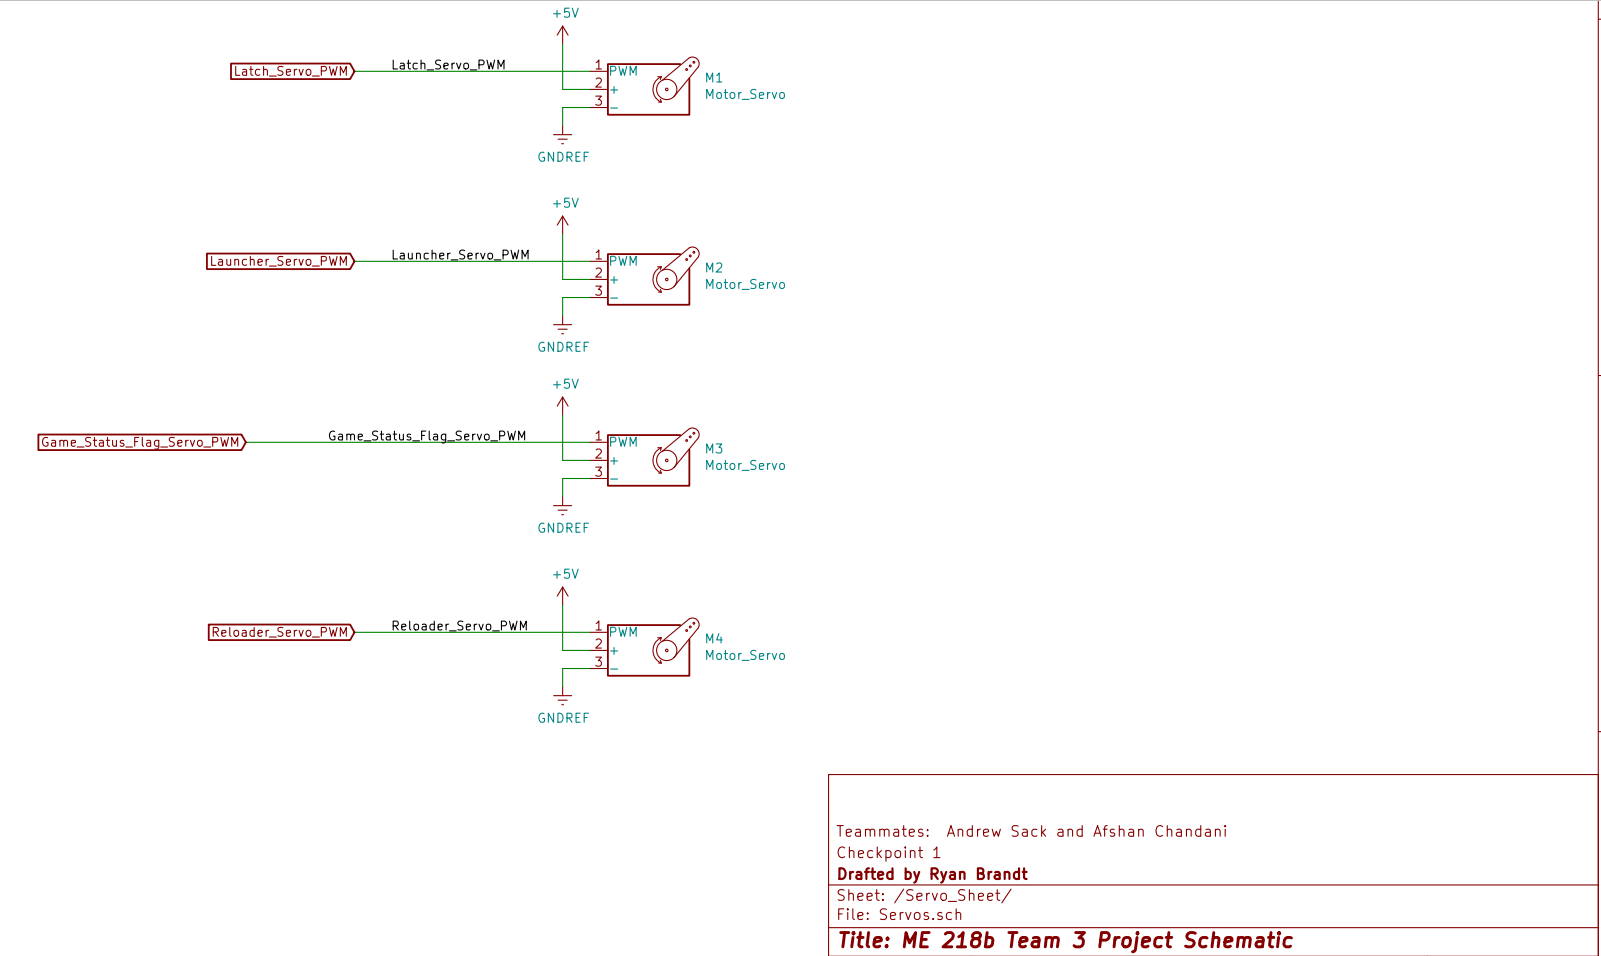 +5V
Latch_Servo_PWM
Latch_Servo_PWM
1
PWM
2
+
3
−
M1
Motor_Servo
GNDREF
+5V
Launcher_Servo_PWM
Launcher_Servo_PWM
1
PWM
2
+
3
−
M2
Motor_Servo
GNDREF
+5V
Game_Status_Flag_Servo_PWM
Game_Status_Flag_Servo_PWM
1
PWM
2
+
3
−
M3
Motor_Servo
GNDREF
+5V
Reloader_Servo_PWM
Reloader_Servo_PWM
1
PWM
2
+
3
−
M4
Motor_Servo
GNDREF
Teammates:  Andrew Sack and Afshan Chandani
Checkpoint 1
Drafted by Ryan Brandt
Sheet: /Servo_Sheet/
File: Servos.sch
Title: ME 218b Team 3 Project Schematic